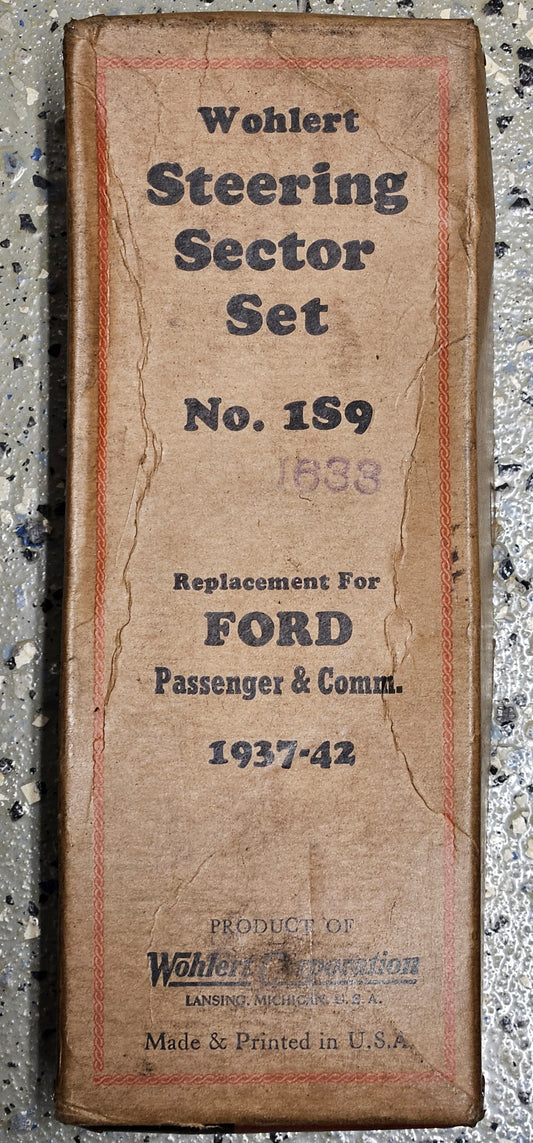 Wohlert
Steering
Sector
Set
No. 1S9
1633
Replacement For
FORD
Passenger & Comm.
1937-42
PRODUCT OF
Wohlert Corporation
LANSING, MICHIGAN, U.S.A.
Made & Printed in U.S.A.